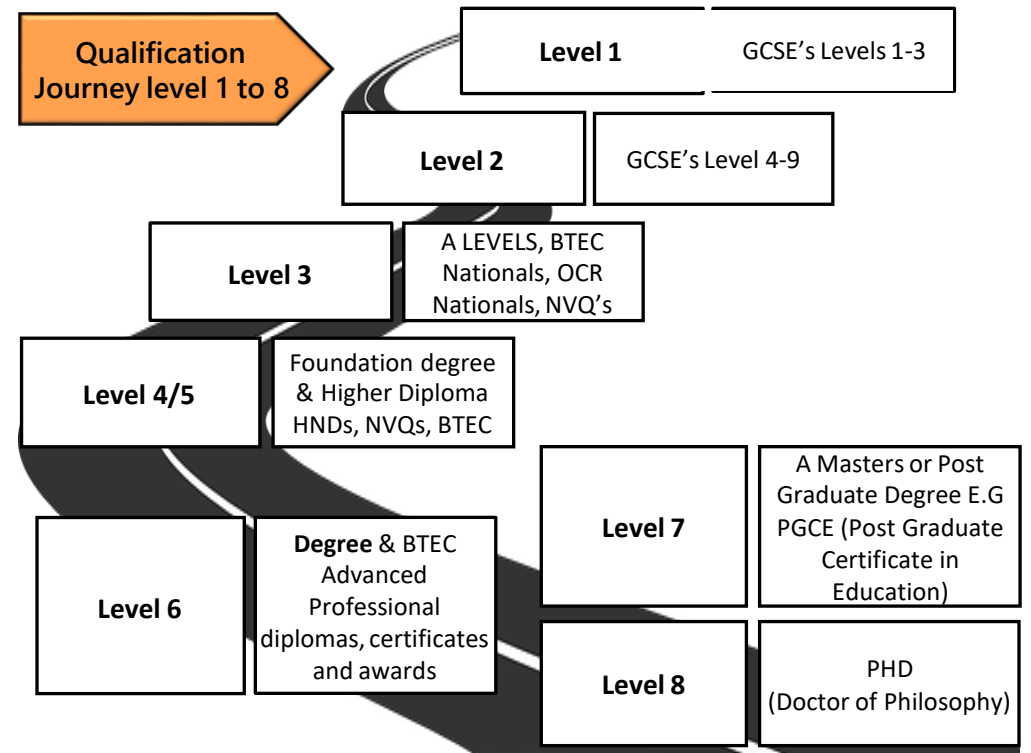 Qualification
Journey level 1 to 8
Level 1
GCSE's Levels 1-3
Level 2
GCSE's Level 4-9
Level 3
A LEVELS, BTEC
Nationals, OCR
Nationals, NVQ's
Level 4/5
Foundation degree
& Higher Diploma
HNDs, NVQs, BTEC
Level 6
Degree & BTEC
Advanced
Professional
diplomas, certificates
and awards
Level 7
A Masters or Post
Graduate Degree E.G
PGCE (Post Graduate
Certificate in
Education)
Level 8
PHD
(Doctor of Philosophy)